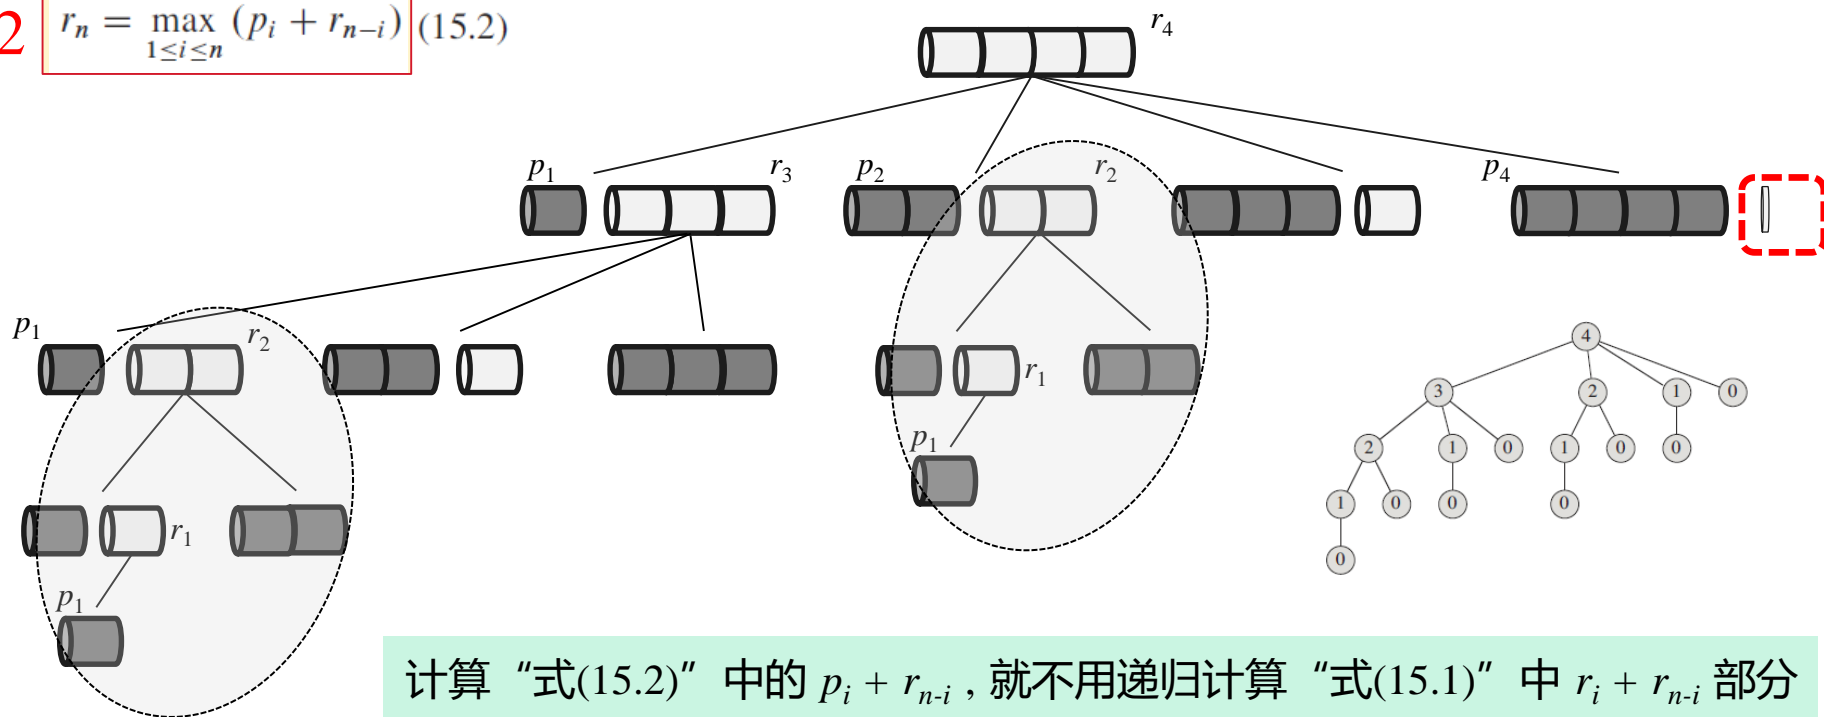 2 r_n = max_{1≤i≤n} (p_i + r_{n-i}) (15.2)
r_4
p_1 r_3 p_2 r_2 p_4
p_1 r_2
r_1
p_1
r_1
p_1
4
3 2 1 0
2 1 0 1 0 0
1 0 0 0
0
计算“式(15.2)”中的 p_i + r_{n-i} , 就不用递归计算“式(15.1)”中 r_i + r_{n-i} 部分